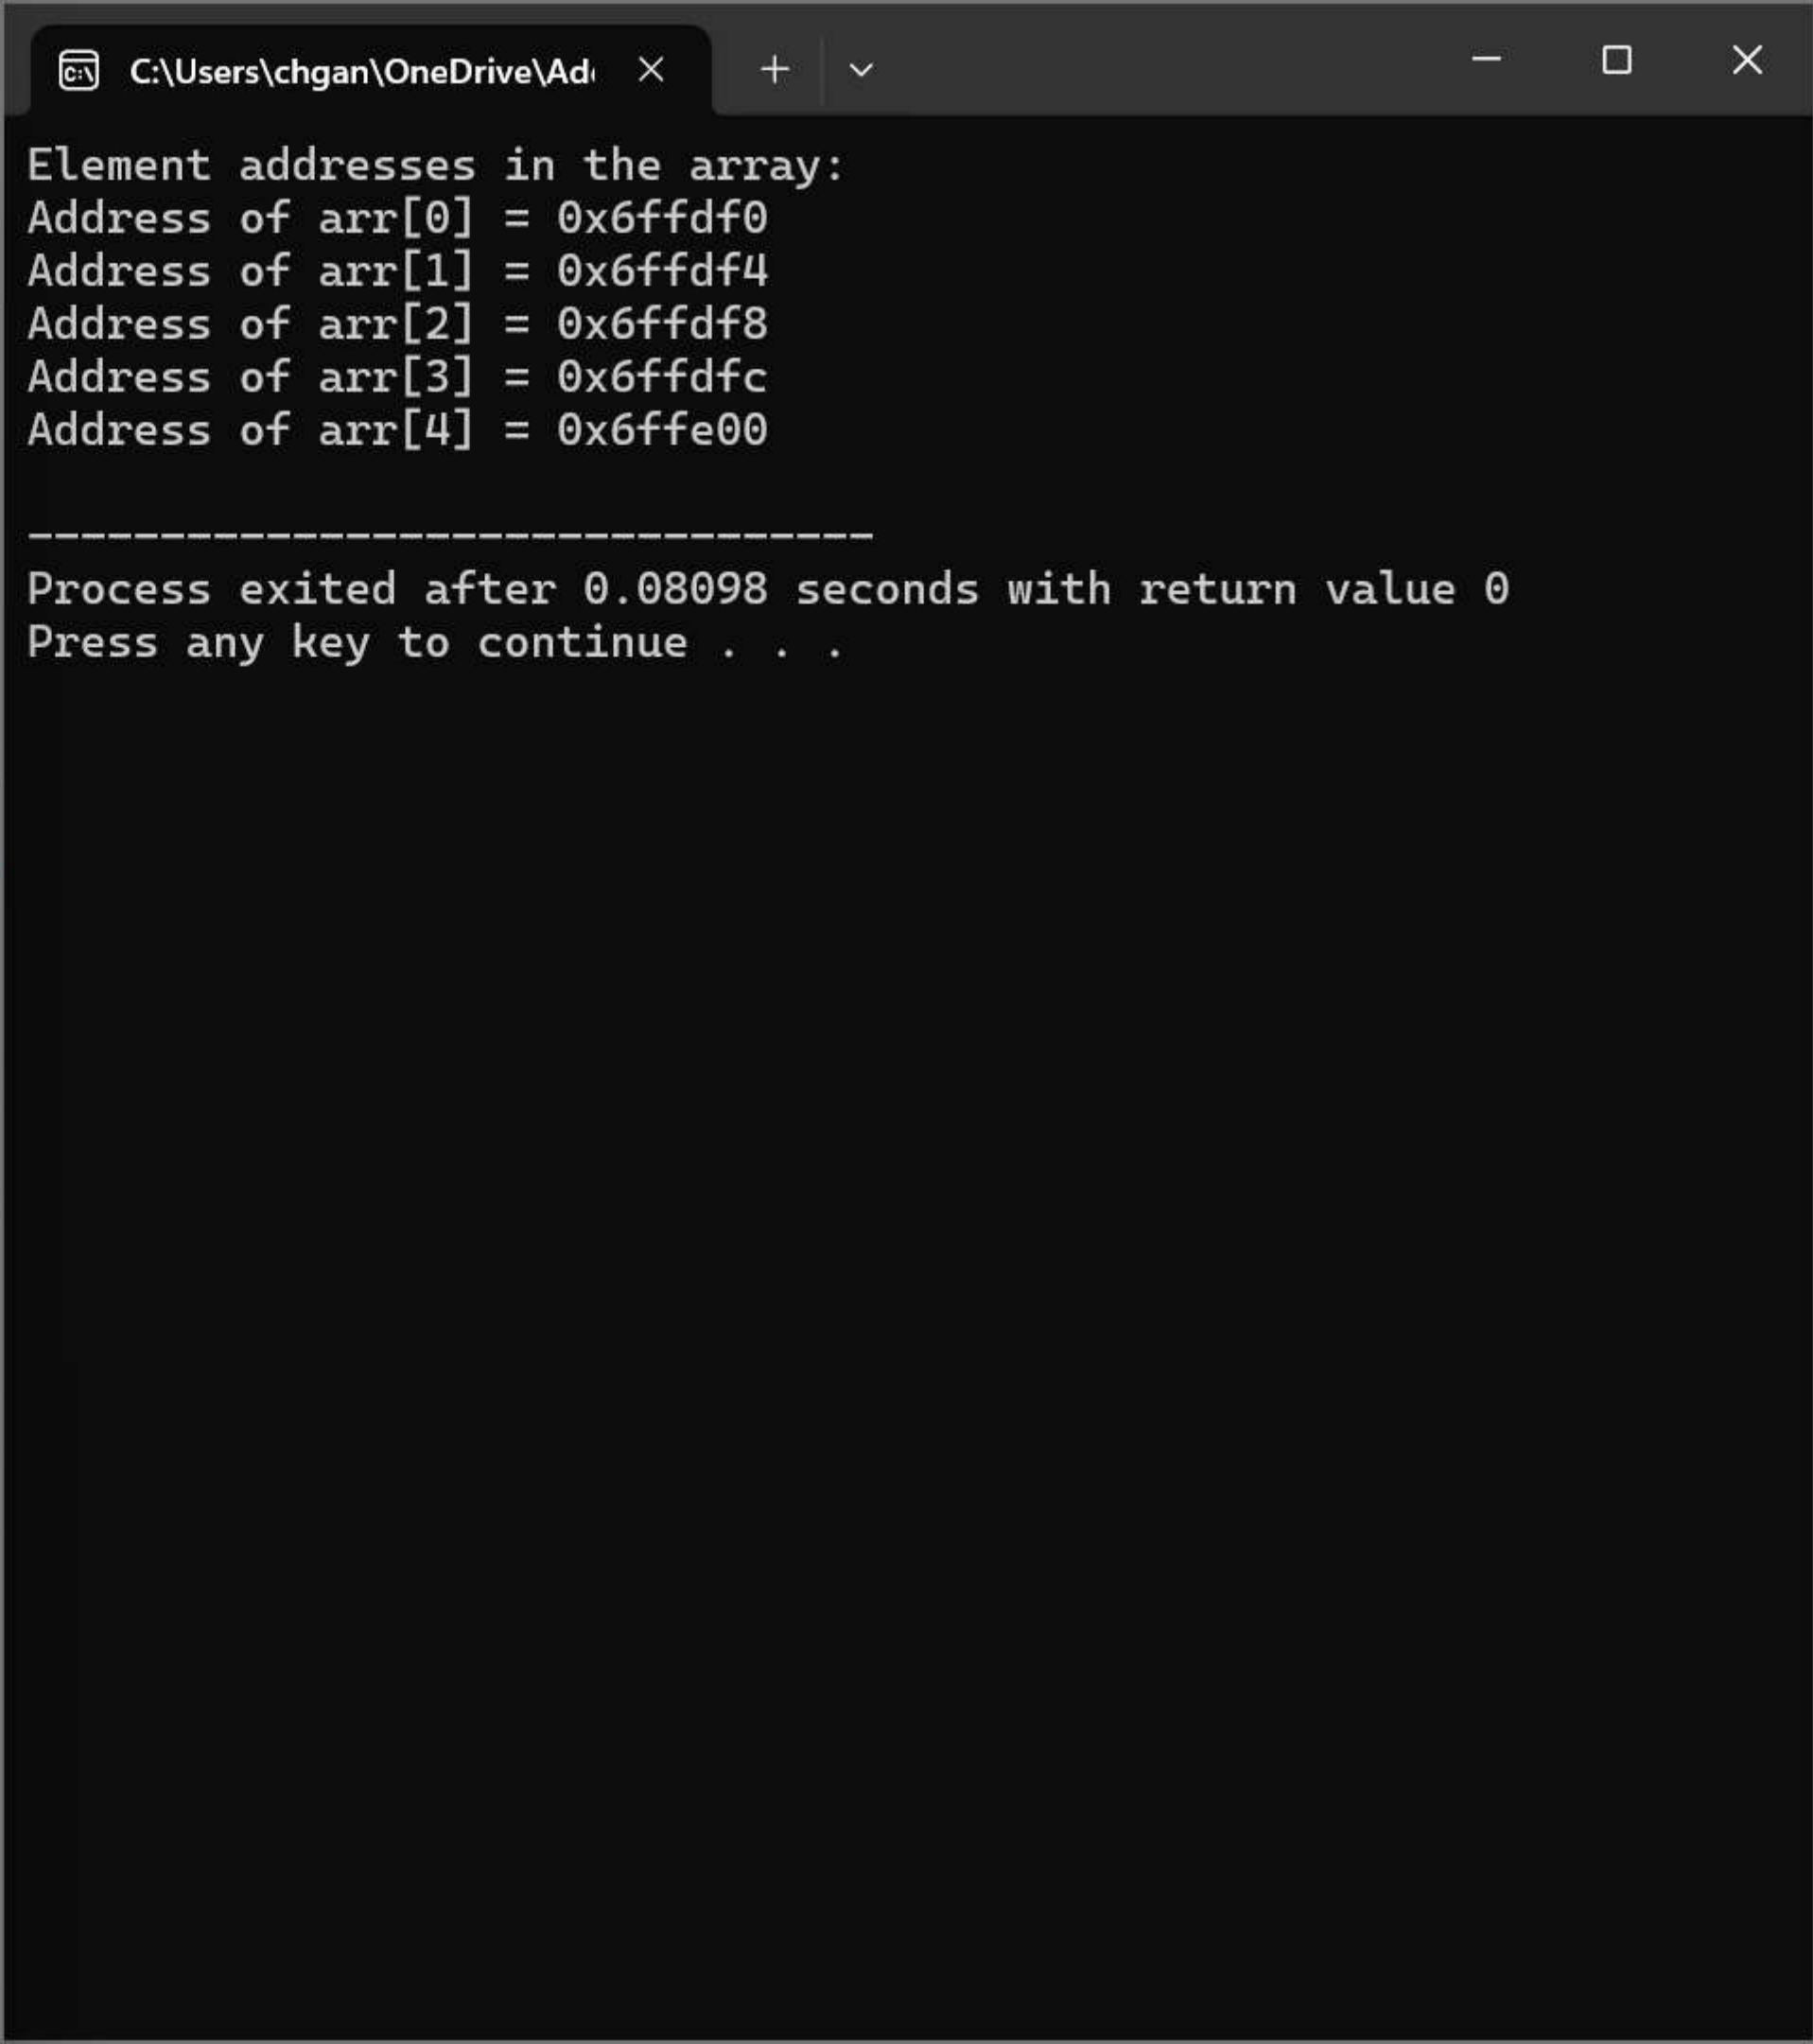 C:\Users\chgan\OneDrive\Ad
Element addresses in the array:
Address of arr[0] = 0x6ffdf0
Address of arr[1] = 0x6ffdf4
Address of arr[2] = 0x6ffdf8
Address of arr[3] = 0x6ffdfc
Address of arr[4] = 0x6ffe00
--------------------------------
Process exited after 0.08098 seconds with return value 0
Press any key to continue . . .